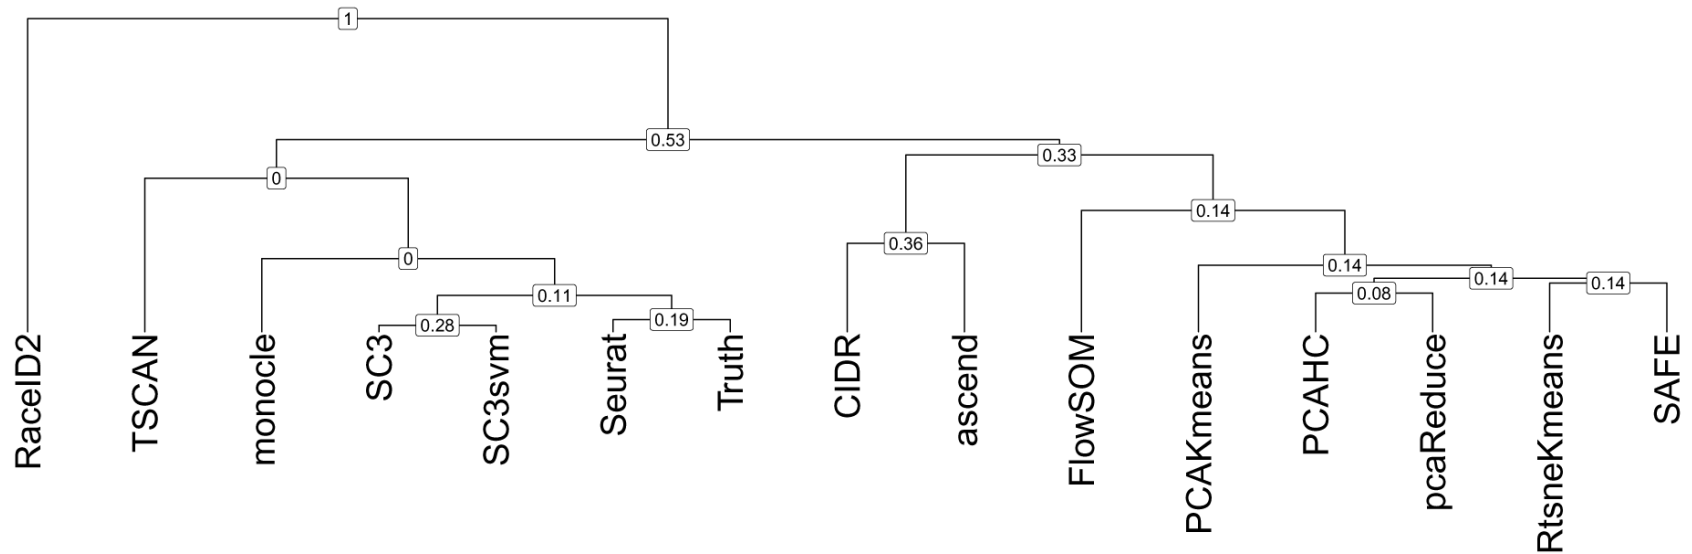 1
0.53
0.33
0
0.14
0.36
0
0.14
0.14
0.14
0.08
0.11
0.19
0.28
RaceID2
TSCAN
monocle
SC3
SC3svm
Seurat
Truth
CIDR
ascend
FlowSOM
PCAKmeans
PCAHC
pcaReduce
RtsneKmeans
SAFE